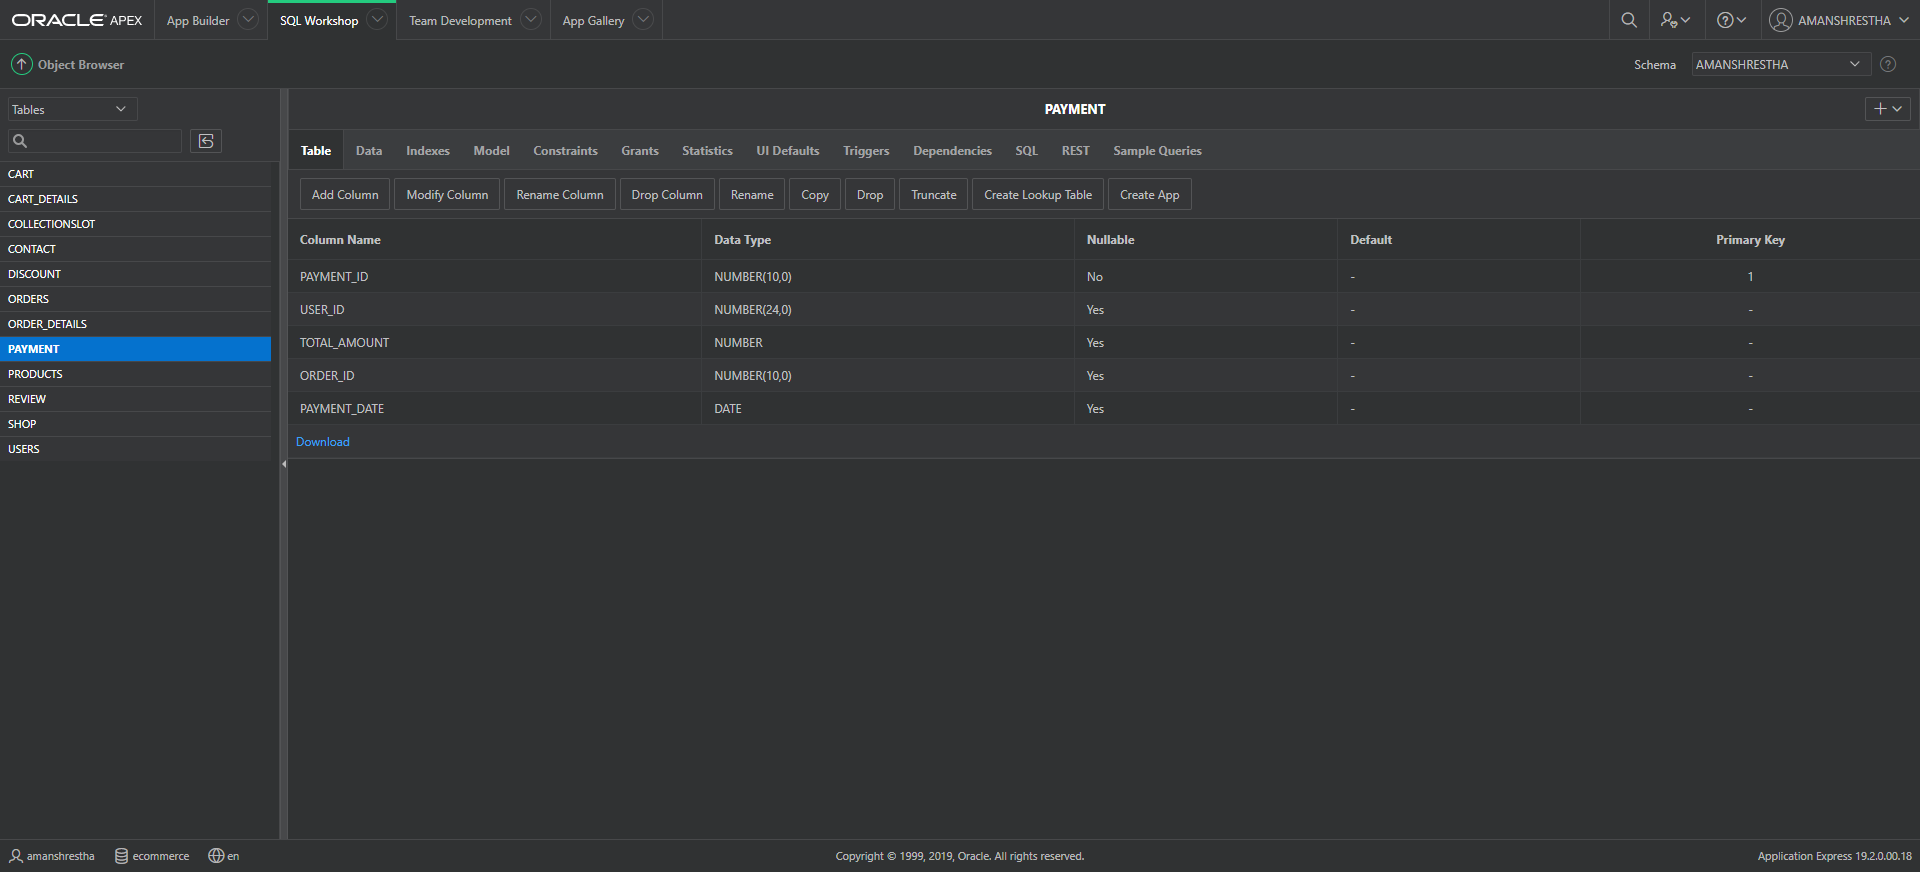 ORACLE APEX App Builder SQL Workshop Team Development App Gallery AMANSHRESTHA
Object Browser Schema AMANSHRESTHA
Tables
PAYMENT
Table Data Indexes Model Constraints Grants Statistics UI Defaults Triggers Dependencies SQL REST Sample Queries
CART
CART_DETAILS
COLLECTIONSLOT
CONTACT
DISCOUNT
ORDERS
ORDER_DETAILS
PAYMENT
PRODUCTS
REVIEW
SHOP
USERS
Add Column Modify Column Rename Column Drop Column Rename Copy Drop Truncate Create Lookup Table Create App
Column Name Data Type Nullable Default Primary Key
PAYMENT_ID NUMBER(10,0) No - 1
USER_ID NUMBER(24,0) Yes - -
TOTAL_AMOUNT NUMBER Yes - -
ORDER_ID NUMBER(10,0) Yes - -
PAYMENT_DATE DATE Yes - -
Download
amanshrestha ecommerce en Copyright © 1999, 2019, Oracle. All rights reserved. Application Express 19.2.0.00.18